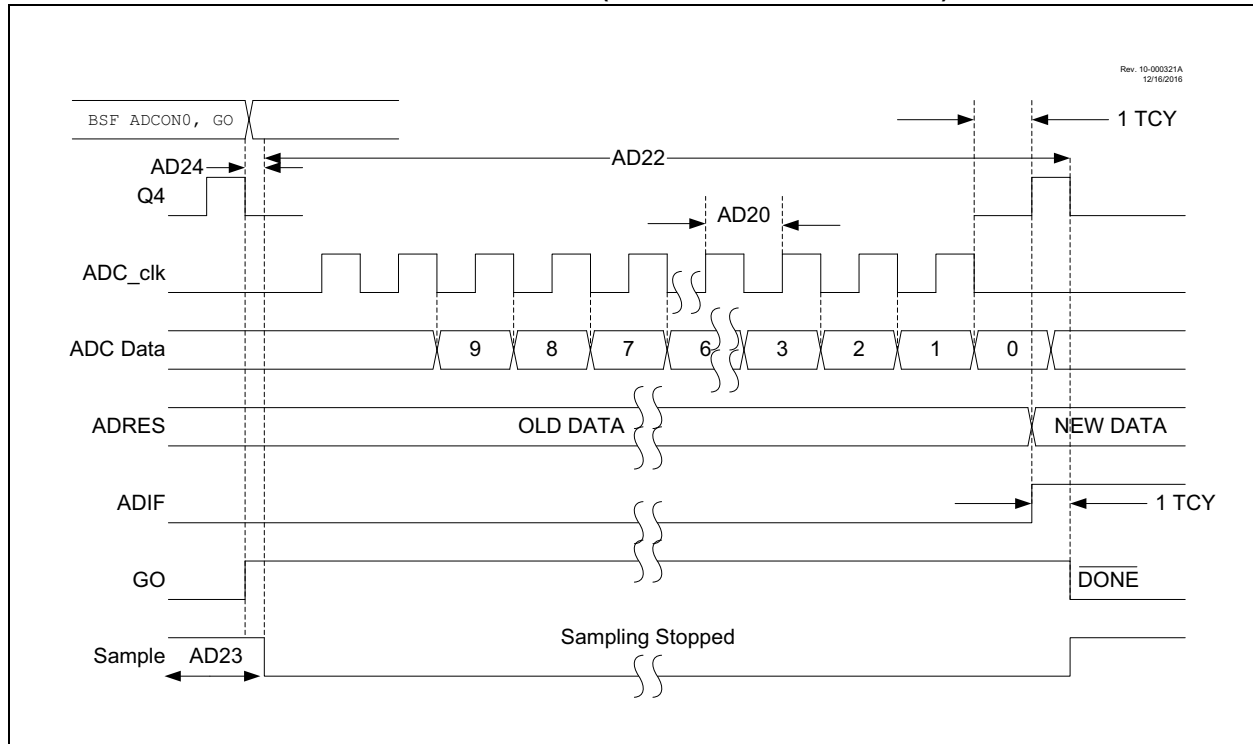 Rev. 10-000321A
12/16/2016
BSF ADCON0, GO
1 TCY
AD24
AD22
Q4
AD20
ADC_clk
ADC Data
9 8 7 6 3 2 1 0
ADRES
OLD DATA
NEW DATA
ADIF
1 TCY
GO
DONE
Sample
AD23
Sampling Stopped